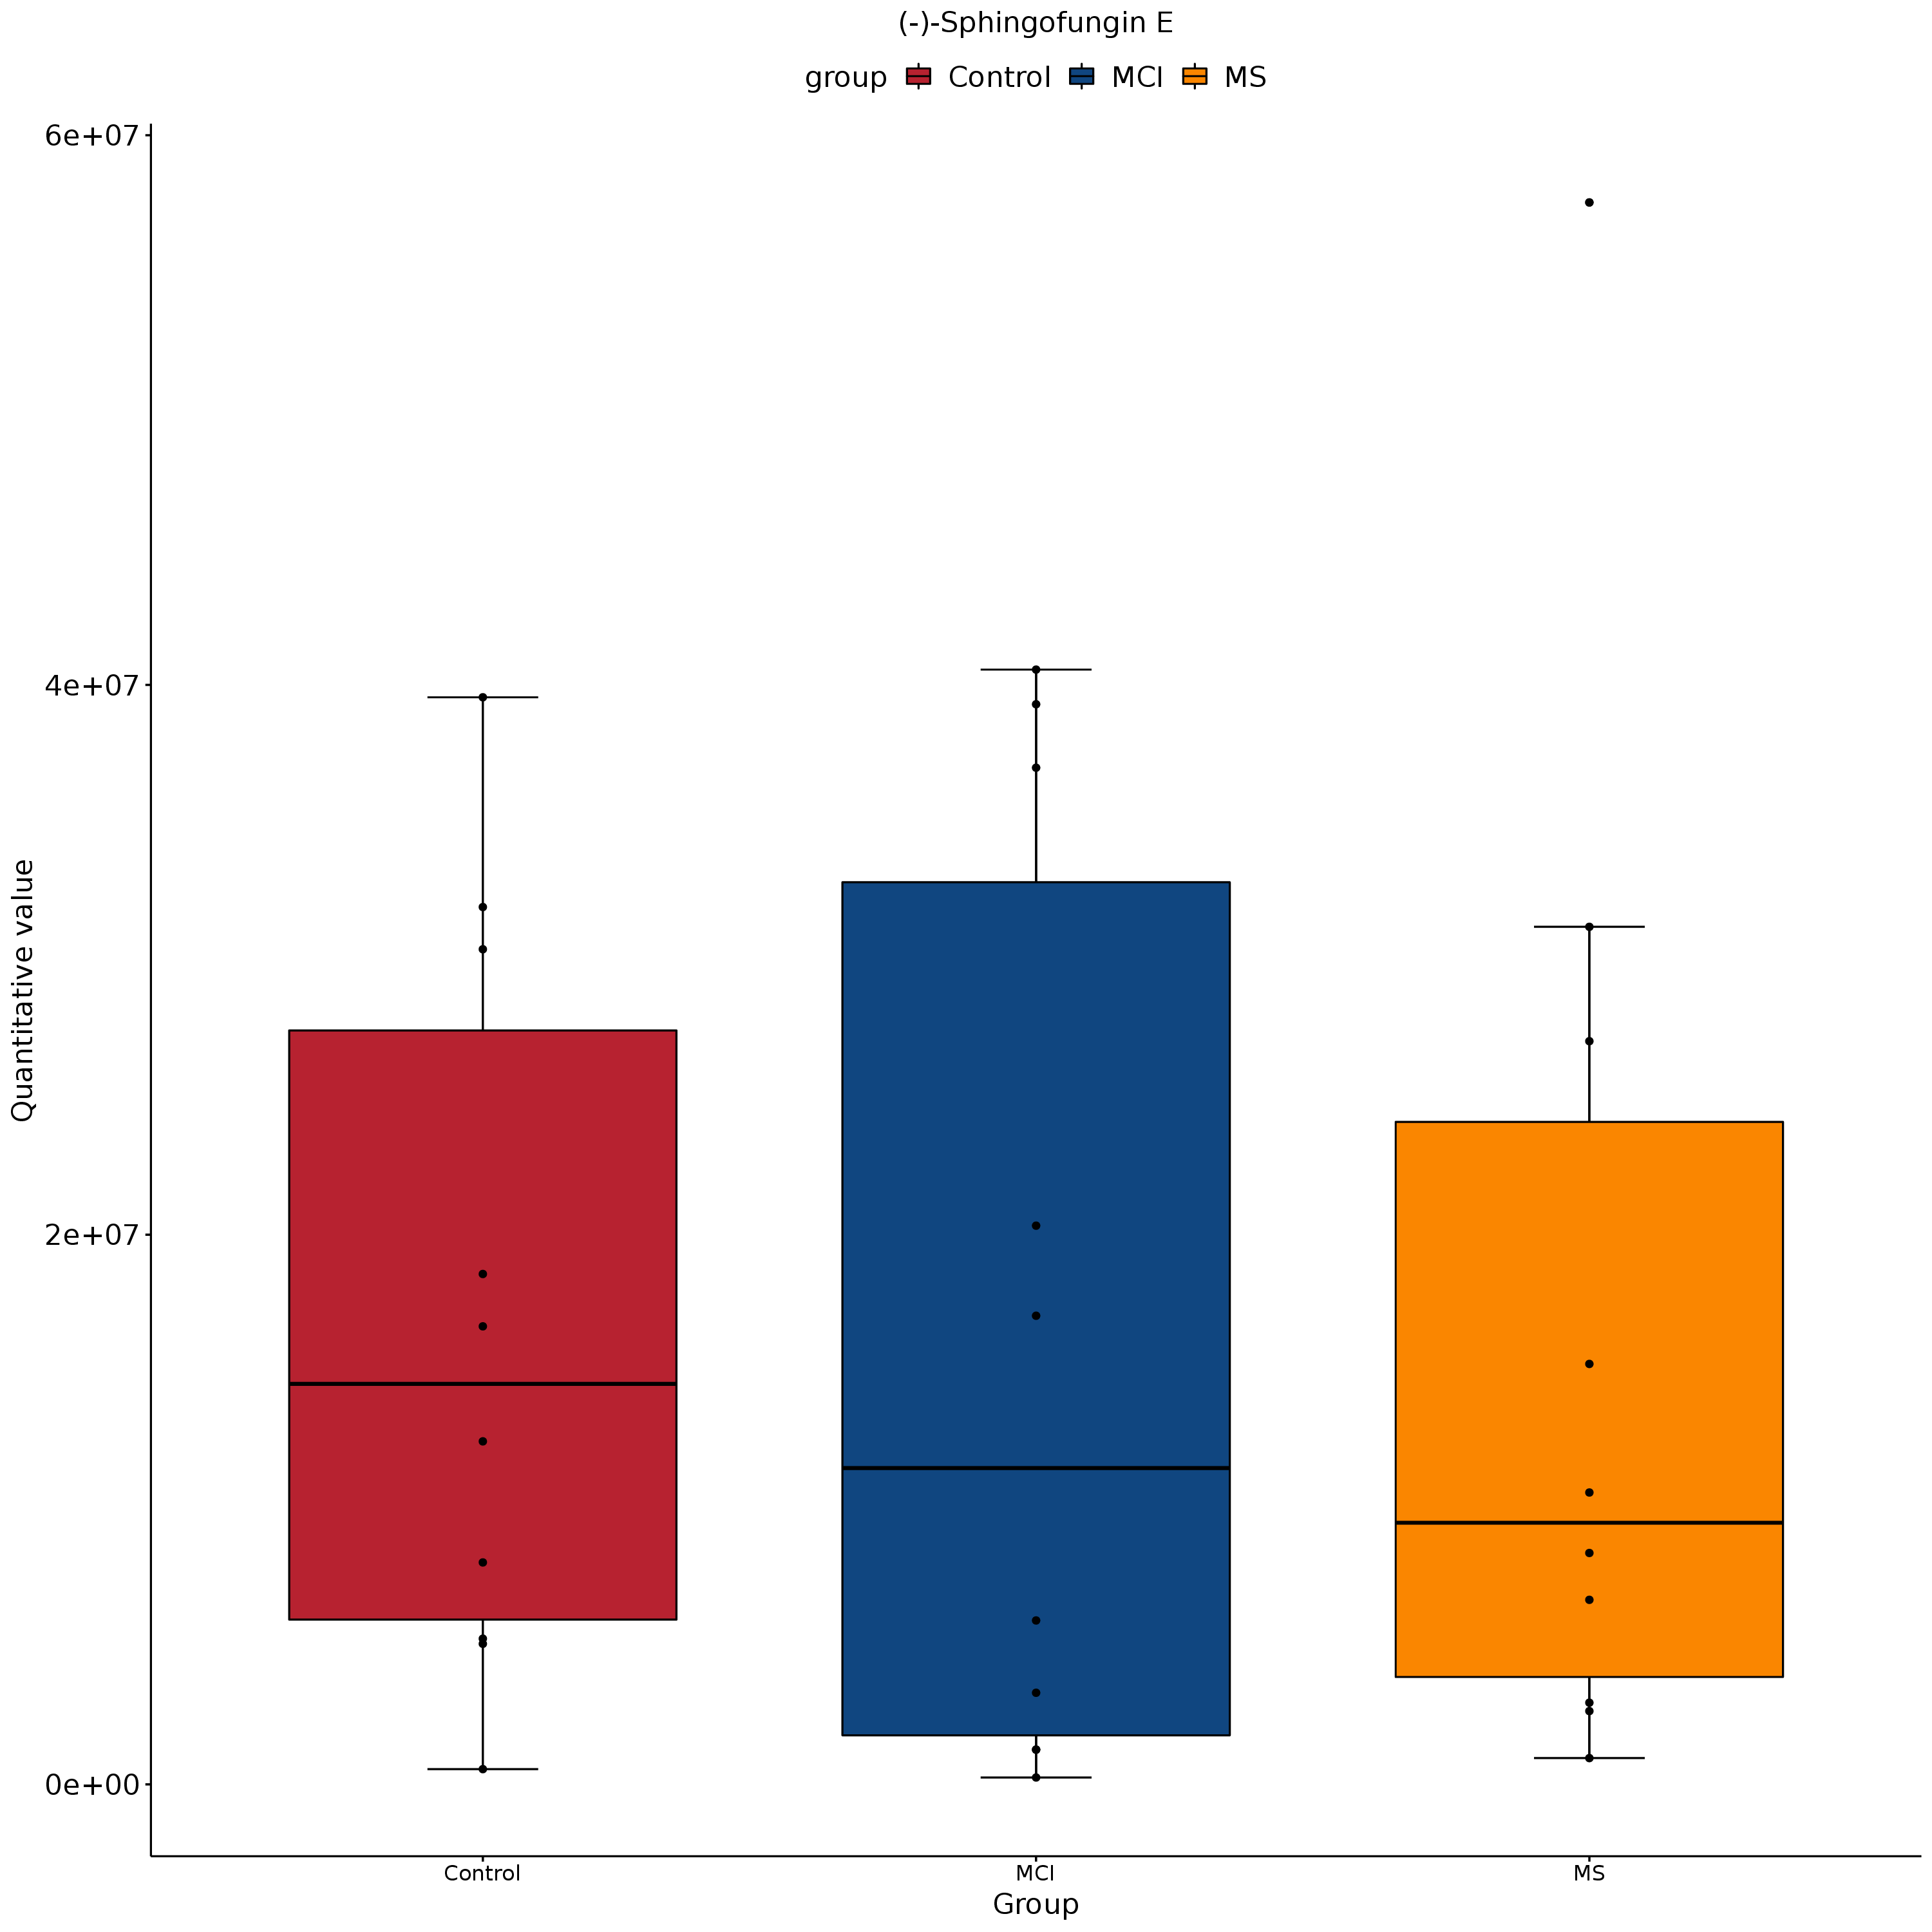 (-)-Sphingofungin E
group Control MCI MS
6e+07
4e+07
2e+07
0e+00
Quantitative value
Control MCI MS
Group